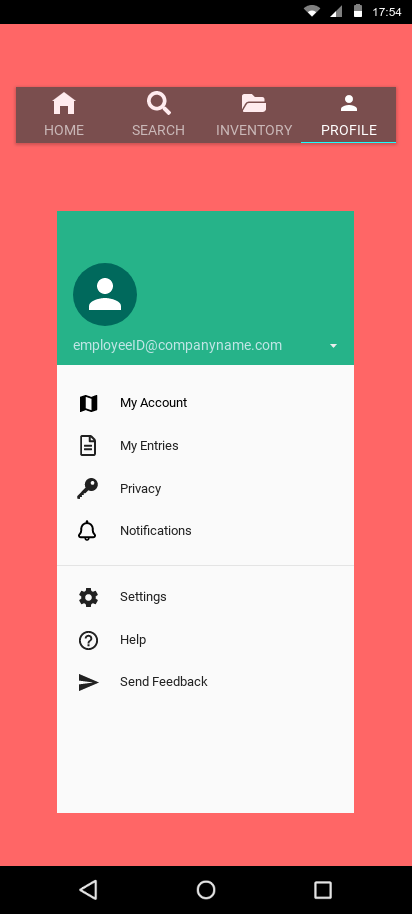 17:54
HOME SEARCH INVENTORY PROFILE
employeeID@companyname.com
My Account
My Entries
Privacy
Notifications
Settings
Help
Send Feedback